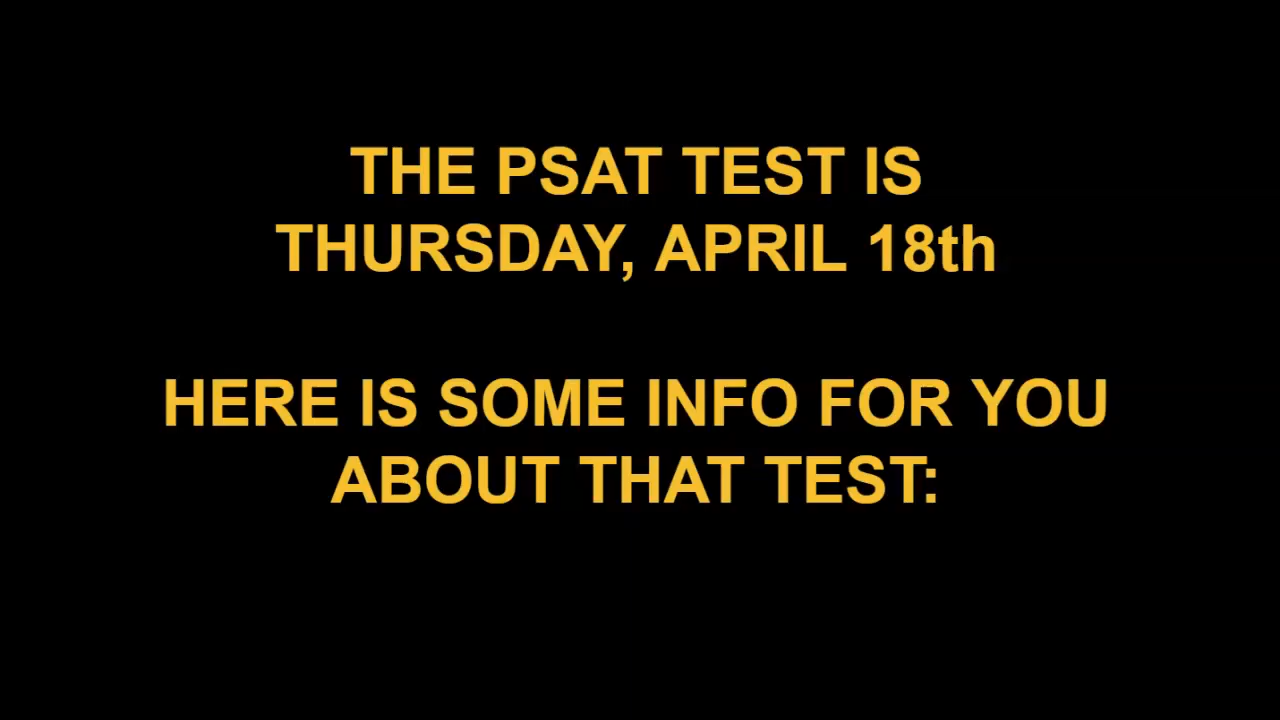 THE PSAT TEST IS
THURSDAY, APRIL 18th
HERE IS SOME INFO FOR YOU
ABOUT THAT TEST: